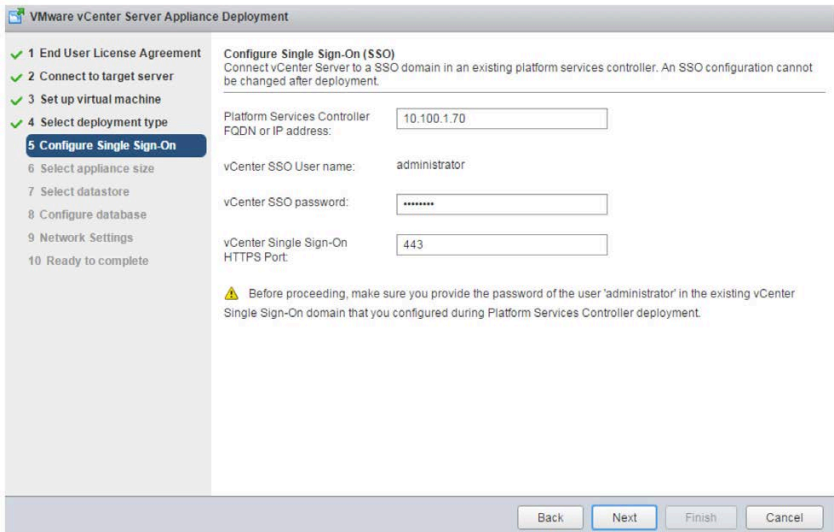 VMware vCenter Server Appliance Deployment
1 End User License Agreement
2 Connect to target server
3 Set up virtual machine
4 Select deployment type
5 Configure Single Sign-On
6 Select appliance size
7 Select datastore
8 Configure database
9 Network Settings
10 Ready to complete
Configure Single Sign-On (SSO)
Connect vCenter Server to a SSO domain in an existing platform services controller. An SSO configuration cannot
be changed after deployment.
Platform Services Controller
FQDN or IP address:
10.100.1.70
vCenter SSO User name:
administrator
vCenter SSO password:
••••••••
vCenter Single Sign-On
HTTPS Port:
443
Before proceeding, make sure you provide the password of the user 'administrator' in the existing vCenter
Single Sign-On domain that you configured during Platform Services Controller deployment.
Back
Next
Finish
Cancel